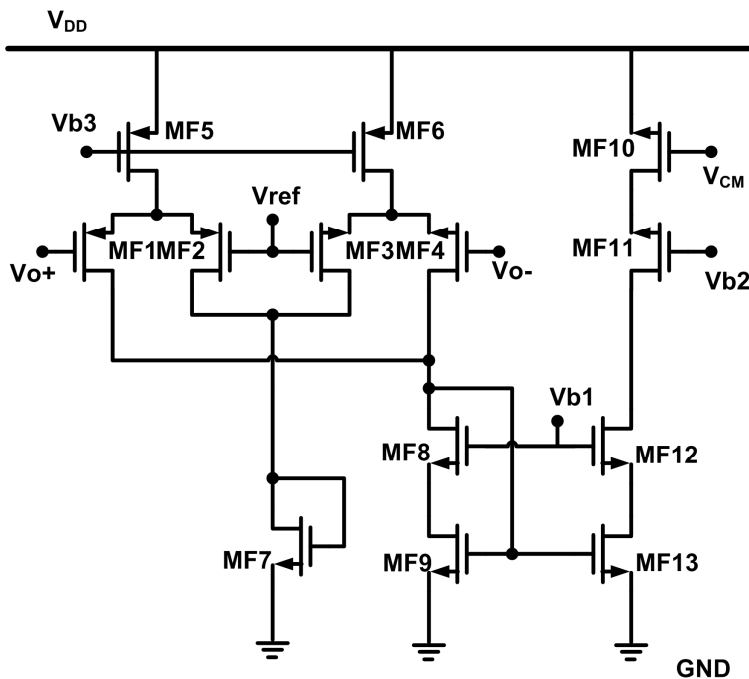 VDD
Vb3
MF5
MF6
MF10
VCM
Vref
MF1MF2
MF3MF4
MF11
Vo+
Vo-
Vb2
Vb1
MF8
MF12
MF7
MF9
MF13
GND